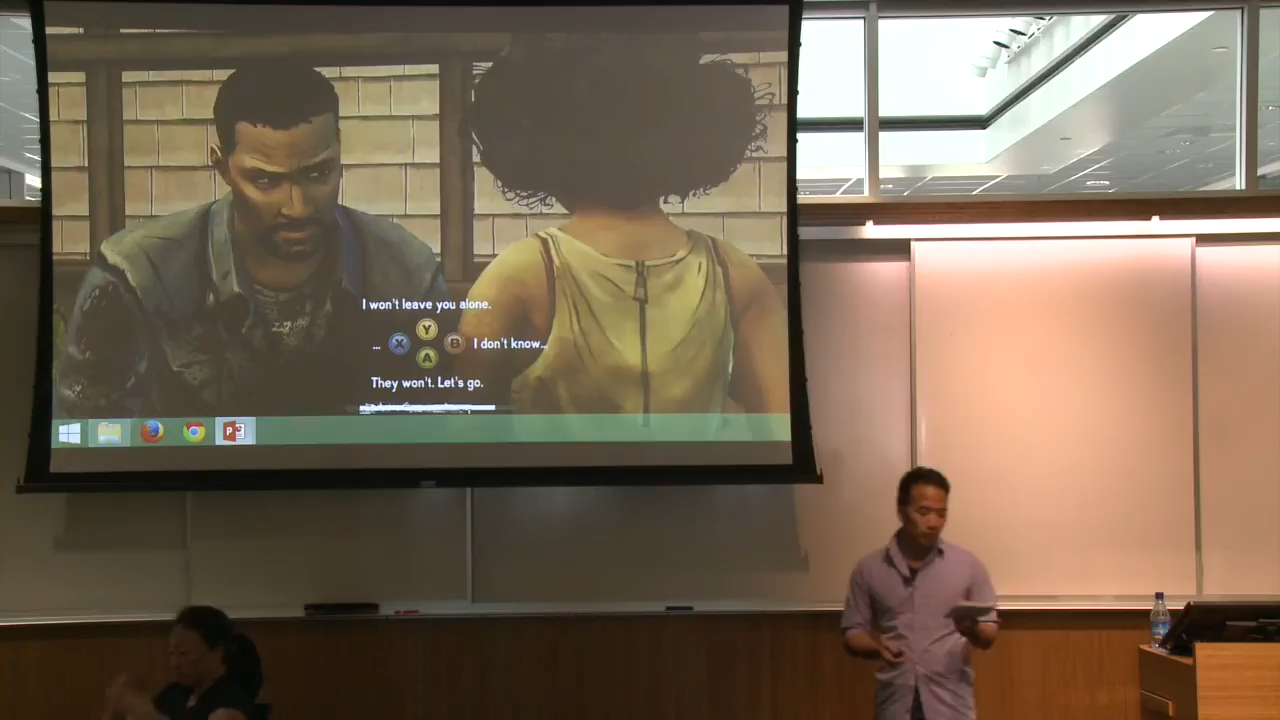 I won't leave you alone.
Y
... X B I don't know...
A
They won't. Let's go.
P